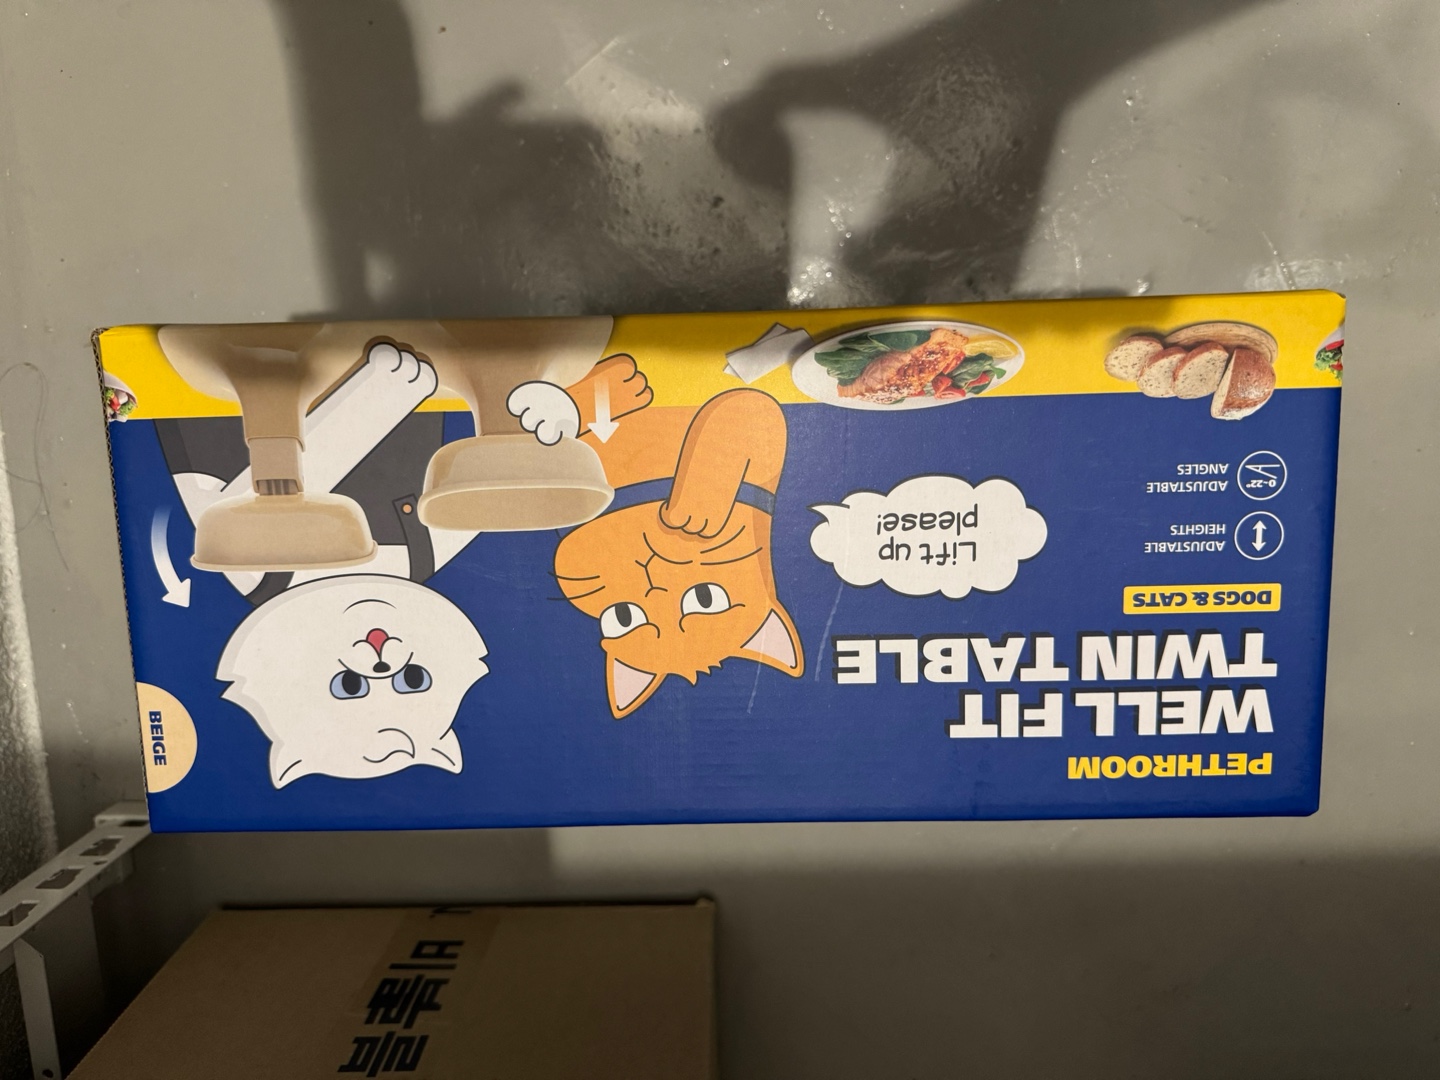 PETHROOM
WELL FIT
TWIN TABLE
DOGS & CATS
ADJUSTABLE
HEIGHTS
0~22°
ADJUSTABLE
ANGLES
Lift up
please!
BEIGE